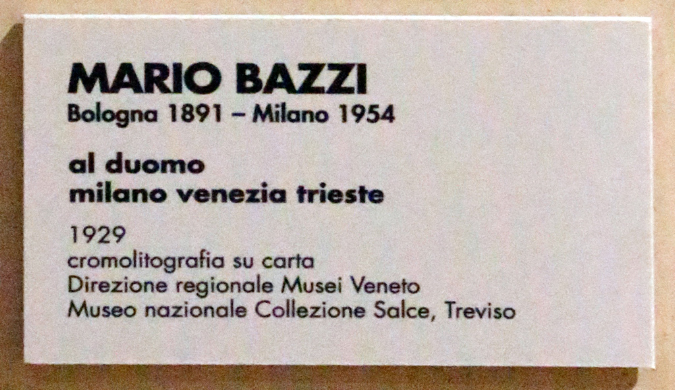 MARIO BAZZI
Bologna 1891 – Milano 1954
al duomo
milano venezia trieste
1929
cromolitografia su carta
Direzione regionale Musei Veneto
Museo nazionale Collezione Salce, Treviso